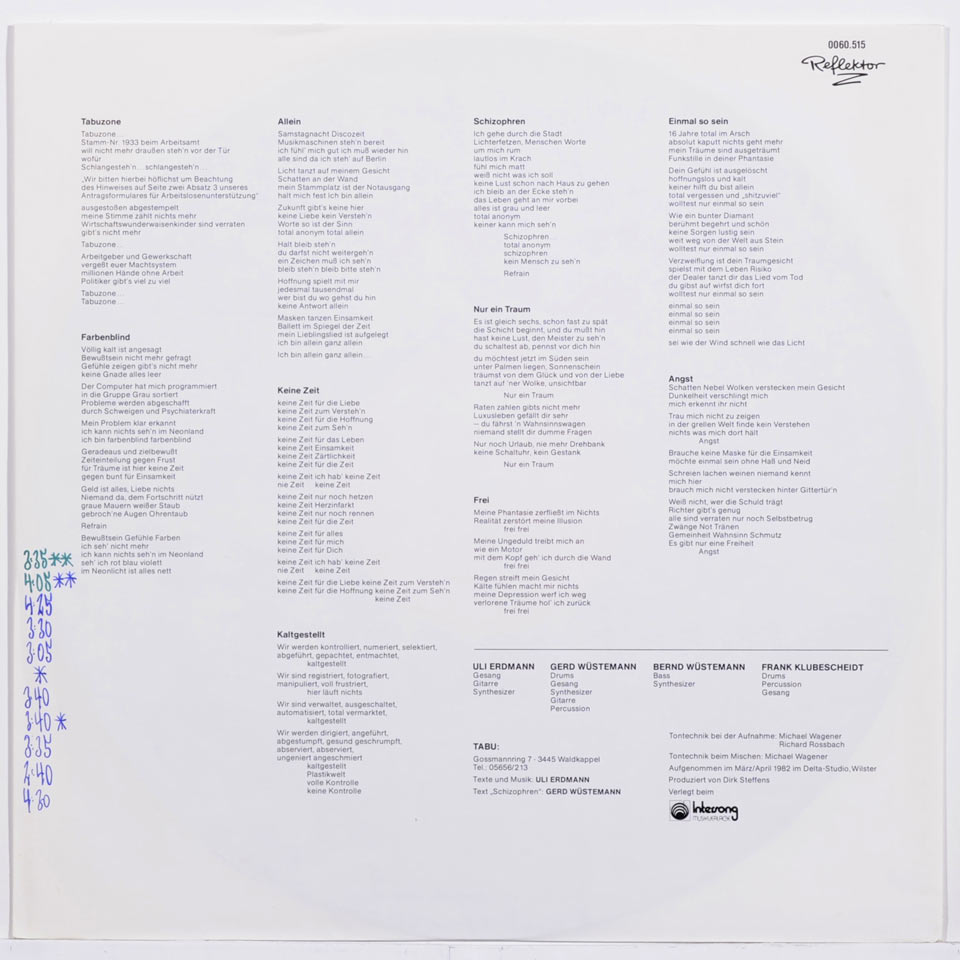 0060.515
Reflektor
Tabuzone
Tabuzone...
Stamm-Nr. 1933 beim Arbeitsamt
will nicht mehr draußen steh'n vor der Tür
wofür
Schlangesteh'n... schlangesteh'n...
„Wir bitten hierbei höflichst um Beachtung
des Hinweises auf Seite zwei Absatz 3 unseres
Antragsformulares für Arbeitslosenunterstützung"
ausgestoßen abgestempelt
meine Stimme zählt nichts mehr
Wirtschaftswunderwaisenkinder sind verraten
gibt's nicht mehr
Tabuzone...
Arbeitgeber und Gewerkschaft
vergeßt euer Machtsystem
millionen Hände ohne Arbeit
Politiker gibt's viel zu viel
Tabuzone...
Tabuzone...
Farbenblind
Völlig kalt ist angesagt
Bewußtsein nicht mehr gefragt
Gefühle zeigen gibt's nicht mehr
keine Gnade alles leer
Der Computer hat mich programmiert
in die Gruppe Grau sortiert
Probleme werden abgeschafft
durch Schweigen und Psychiaterkraft
Mein Problem klar erkannt
ich kann nichts seh'n im Neonland
ich bin farbenblind farbenblind
Geradeaus und zielbewußt
Zeiteinteilung gegen Frust
für Träume ist hier keine Zeit
gegen bunt für Einsamkeit
Geld ist alles, Liebe nichts
Niemand da, dem Fortschritt nützt
graue Mauern weißer Staub
gebroch'ne Augen Ohrentaub
Refrain
Bewußtsein Gefühle Farben
ich seh' nicht mehr
ich kann nichts seh'n im Neonland
seh' ich rot blau violett
im Neonlicht ist alles nett
3:35 **
4:05 **
4:25
3:30
3:05
*
3:40
3:40 *
3:35
2:40
4:30
Allein
Samstagnacht Discozeit
Musikmaschinen steh'n bereit
ich fühl' mich gut ich muß wieder hin
alle sind da ich steh' auf Berlin
Licht tanzt auf meinem Gesicht
Schatten an der Wand
mein Stammplatz ist der Notausgang
halt mich fest ich bin allein
Zukunft gibt's keine hier
keine Liebe kein Versteh'n
Worte so ist der Sinn
total anonym total allein
Halt bleib steh'n
du darfst nicht weitergeh'n
ein Zeichen muß ich seh'n
bleib steh'n bleib bitte steh'n
Hoffnung spielt mit mir
jedesmal tausendmal
wer bist du wo gehst du hin
keine Antwort allein
Masken tanzen Einsamkeit
Ballett im Spiegel der Zeit
mein Lieblingslied ist aufgelegt
ich bin allein ganz allein
Ich bin allein ganz allein...
Keine Zeit
keine Zeit für die Liebe
keine Zeit zum Versteh'n
keine Zeit für die Hoffnung
keine Zeit zum Seh'n
keine Zeit für das Leben
keine Zeit Einsamkeit
keine Zeit Zärtlichkeit
keine Zeit für die Zeit
keine Zeit ich hab' keine Zeit
nie Zeit keine Zeit
keine Zeit nur noch hetzen
keine Zeit Herzinfarkt
keine Zeit nur noch rennen
keine Zeit für die Zeit
keine Zeit für alles
keine Zeit für mich
keine Zeit für Dich
keine Zeit ich hab' keine Zeit
nie Zeit keine Zeit
keine Zeit für die Liebe keine Zeit zum Versteh'n
keine Zeit für die Hoffnung keine Zeit zum Seh'n
keine Zeit
Kaltgestellt
Wir werden kontrolliert, numeriert, selektiert,
abgeführt, gepachtet, entmachtet,
kaltgestellt
Wir sind registriert, fotografiert,
manipuliert, voll frustriert,
hier läuft nichts
Wir sind verwaltet, ausgeschaltet,
automatisiert, total vermarktet,
kaltgestellt
Wir werden dirigiert, angeführt,
abgestumpft, gesund geschrumpft,
abserviert, abserviert,
ungeniert angeschmiert
kaltgestellt
Plastikwelt
volle Kontrolle
keine Kontrolle
Schizophren
Ich gehe durch die Stadt
Lichterfetzen, Menschen Worte
um mich rum
lautlos im Krach
fühl mich matt
weiß nicht was ich soll
keine Lust schon nach Haus zu gehen
ich bleib an der Ecke steh'n
das Leben geht an mir vorbei
alles ist grau und leer
total anonym
keiner kann mich seh'n
Schizophren...
total anonym
schizophren
kein Mensch zu seh'n
Refrain
Nur ein Traum
Es ist gleich sechs, schon fast zu spät
die Schicht beginnt, und du mußt hin
hast keine Lust, den Meister zu seh'n
du schaltest ab, pennst vor dich hin
du möchtest jetzt im Süden sein
unter Palmen liegen, Sonnenschein
träumst von dem Glück und von der Liebe
tanzt auf 'ner Wolke, unsichtbar
Nur ein Traum
Raten zahlen gibts nicht mehr
Luxusleben gefällt dir sehr
-- du fährst 'n Wahnsinnswagen
niemand stellt dir dumme Fragen
Nur noch Urlaub, nie mehr Drehbank
keine Schaltuhr, kein Gestank
Nur ein Traum
Frei
Meine Phantasie zerfließt im Nichts
Realität zerstört meine Illusion
frei frei
Meine Ungeduld treibt mich an
wie ein Motor
mit dem Kopf geh' ich durch die Wand
frei frei
Regen streift mein Gesicht
Kälte fühlen macht mir nichts
meine Depression werf ich weg
verlorene Träume hol' ich zurück
frei frei
Einmal so sein
16 Jahre total im Arsch
absolut kaputt nichts geht mehr
mein Träume sind ausgeträumt
Funkstille in deiner Phantasie
Dein Gefühl ist ausgelöscht
hoffnungslos und kalt
keiner hilft du bist allein
total vergessen und „shitzuviel"
wolltest nur einmal so sein
Wie ein bunter Diamant
berühmt begehrt und schön
keine Sorgen lustig sein
weit weg von der Welt aus Stein
wolltest nur einmal so sein
Verzweiflung ist dein Traumgesicht
spielst mit dem Leben Risiko
der Dealer tanzt dir das Lied vom Tod
du gibst auf wirfst dich fort
wolltest nur einmal so sein
einmal so sein
einmal so sein
einmal so sein
einmal so sein
sei wie der Wind schnell wie das Licht
Angst
Schatten Nebel Wolken verstecken mein Gesicht
Dunkelheit verschlingt mich
mich erkennt ihr nicht
Trau mich nicht zu zeigen
in der grellen Welt finde kein Verstehen
nichts was mich dort hält
Angst
Brauche keine Maske für die Einsamkeit
möchte einmal sein ohne Haß und Neid
Schreien lachen weinen niemand kennt
mich hier
brauch mich nicht verstecken hinter Gittertür'n
Weiß nicht, wer die Schuld trägt
Richter gibt's genug
alle sind verraten nur noch Selbstbetrug
Zwänge Not Tränen
Gemeinheit Wahnsinn Schmutz
Es gibt nur eine Freiheit
Angst
ULI ERDMANN
Gesang
Gitarre
Synthesizer
GERD WÜSTEMANN
Drums
Gesang
Synthesizer
Gitarre
Percussion
BERND WÜSTEMANN
Bass
Synthesizer
FRANK KLUBESCHEIDT
Drums
Percussion
Gesang
TABU:
Gossmannring 7 · 3445 Waldkappel
Tel.: 05656/213
Texte und Musik: ULI ERDMANN
Text „Schizophren": GERD WÜSTEMANN
Tontechnik bei der Aufnahme: Michael Wagener
Richard Rossbach
Tontechnik beim Mischen: Michael Wagener
Aufgenommen im März/April 1982 im Delta-Studio, Wilster
Produziert von Dirk Steffens
Verlegt beim
Intersong
MUSIKVERLAGE